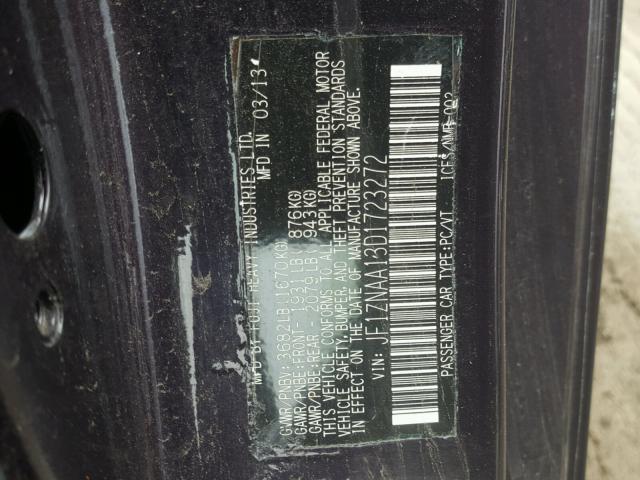 MFD BY FUJI HEAVY INDUSTRIES LTD.
MFD IN 03/13
GVWR/PNBV: 3682LB(1670KG)
GAWR/PNBE:FRONT- 1931LB( 876KG)
GAWR/PNBE:REAR - 2079LB( 943KG)
THIS VEHICLE CONFORMS TO ALL APPLICABLE FEDERAL MOTOR
VEHICLE SAFETY, BUMPER, AND THEFT PREVENTION STANDARDS
IN EFFECT ON THE DATE OF MANUFACTURE SHOWN ABOVE.
VIN: JF1ZNAA13D1723272
PASSENGER CAR TYPE:PC/VT